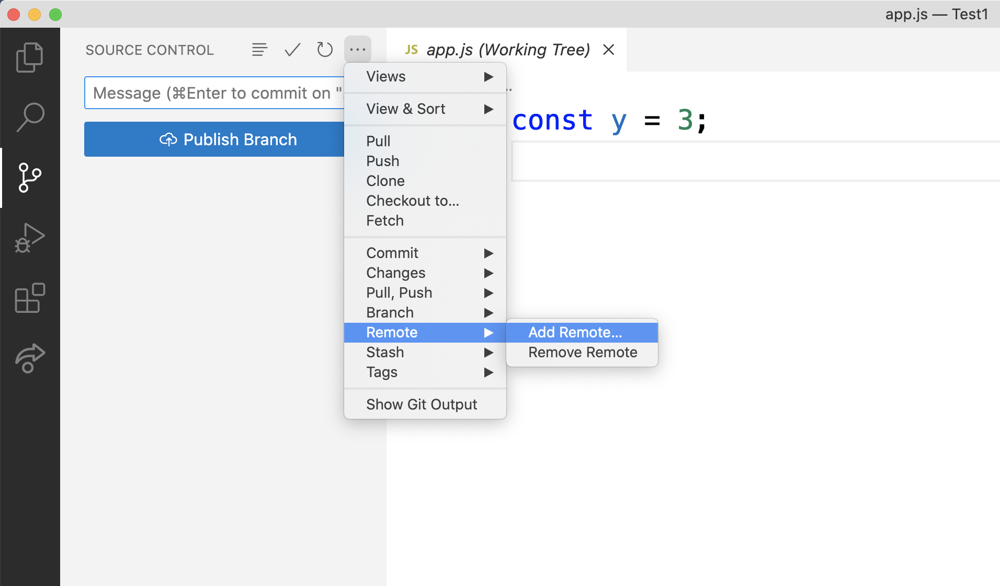 app.js — Test1
SOURCE CONTROL
JS app.js (Working Tree)
Message (⌘Enter to commit on "
Publish Branch
const y = 3;
Views
View & Sort
Pull
Push
Clone
Checkout to...
Fetch
Commit
Changes
Pull, Push
Branch
Remote
Stash
Tags
Show Git Output
Add Remote...
Remove Remote